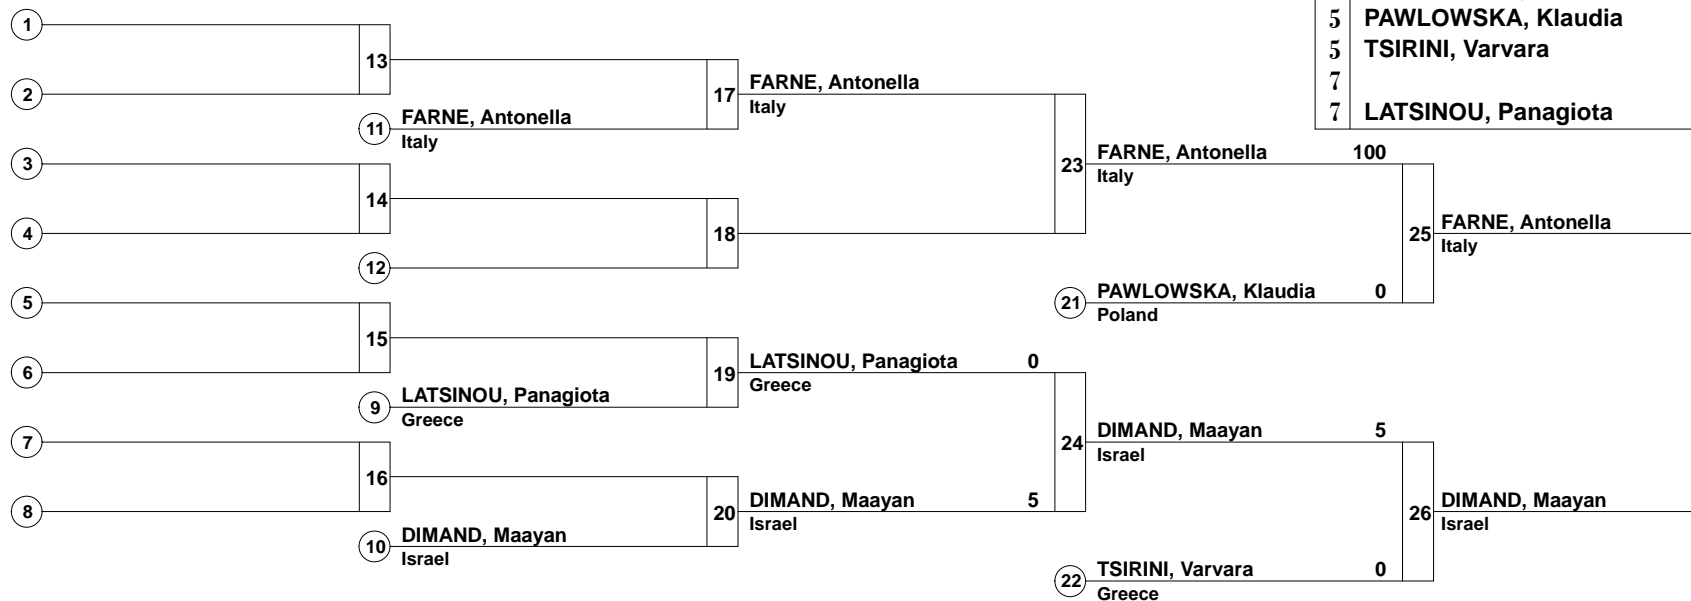 5 PAWLOWSKA, Klaudia
5 TSIRINI, Varvara
7
7 LATSINOU, Panagiota
1
13
2
11 FARNE, Antonella
Italy
17 FARNE, Antonella
Italy
3
14
4
18
12
23 FARNE, Antonella 100
Italy
25 FARNE, Antonella
Italy
21 PAWLOWSKA, Klaudia 0
Poland
5
15
6
9 LATSINOU, Panagiota
Greece
19 LATSINOU, Panagiota 0
Greece
7
16
8
10 DIMAND, Maayan
Israel
20 DIMAND, Maayan 5
Israel
24 DIMAND, Maayan 5
Israel
26 DIMAND, Maayan
Israel
22 TSIRINI, Varvara 0
Greece